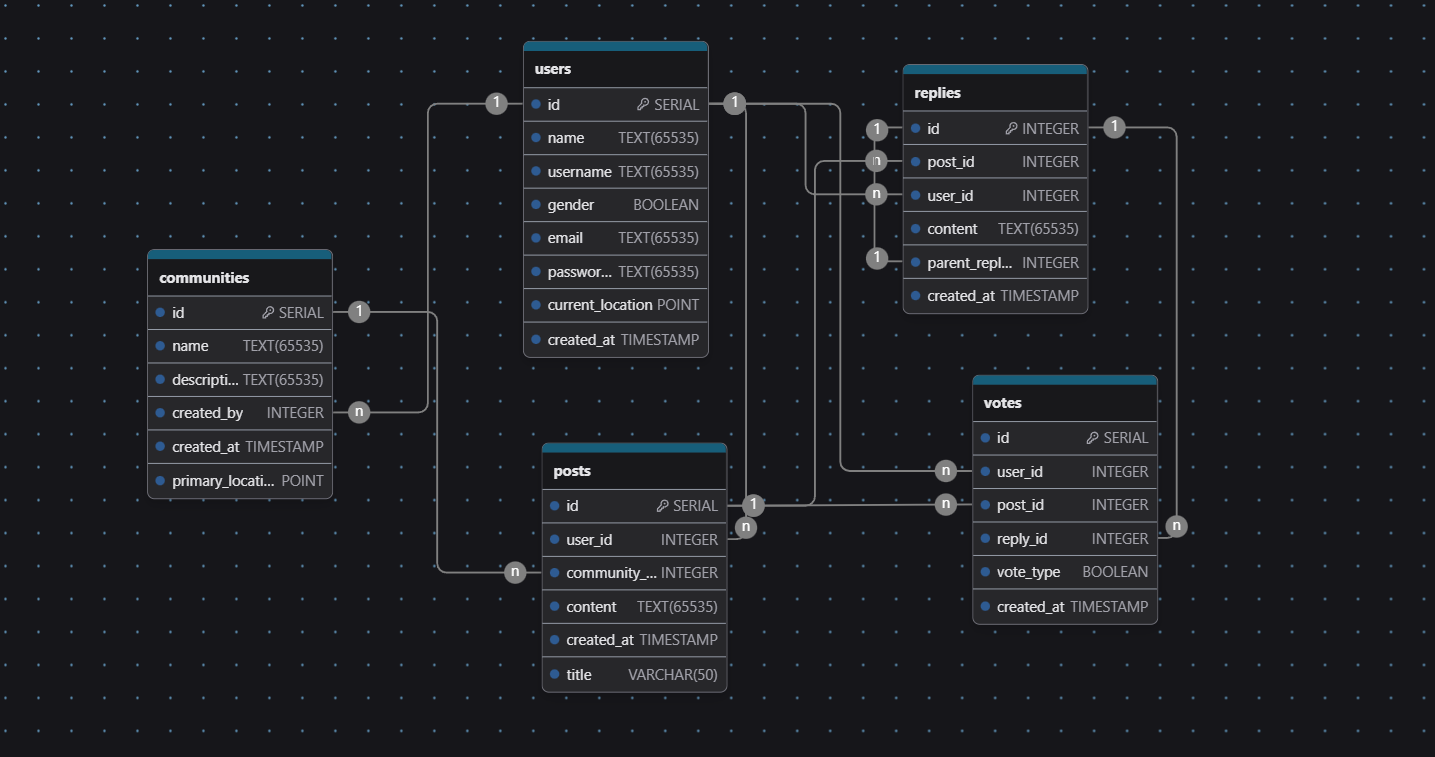 users
1
id SERIAL
1
name TEXT(65535)
username TEXT(65535)
gender BOOLEAN
email TEXT(65535)
passwor... TEXT(65535)
current_location POINT
created_at TIMESTAMP
replies
1
id INTEGER
1
n
post_id INTEGER
n
user_id INTEGER
content TEXT(65535)
1
parent_repl... INTEGER
created_at TIMESTAMP
communities
id SERIAL
1
name TEXT(65535)
descripti... TEXT(65535)
created_by INTEGER
n
created_at TIMESTAMP
primary_locati... POINT
posts
id SERIAL
1
user_id INTEGER
n
n
community_... INTEGER
content TEXT(65535)
created_at TIMESTAMP
title VARCHAR(50)
votes
id SERIAL
n
user_id INTEGER
n
post_id INTEGER
reply_id INTEGER
n
vote_type BOOLEAN
created_at TIMESTAMP